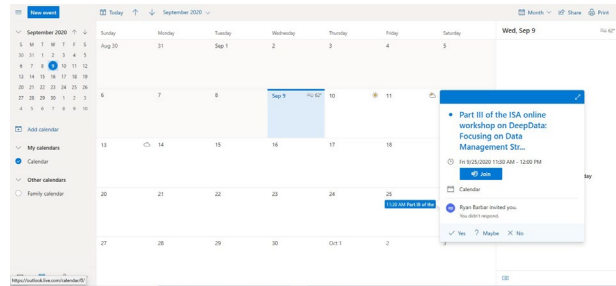 New event
Today
September 2020
Month
Share
Print
September 2020
S M T W T F S
30 31 1 2 3 4 5
6 7 8 9 10 11 12
13 14 15 16 17 18 19
20 21 22 23 24 25 26
27 28 29 30 1 2 3
4 5 6 7 8 9 10
Add calendar
My calendars
Calendar
Other calendars
Family calendar
https://outlook.live.com/calendar/0/
Sunday Monday Tuesday Wednesday Thursday Friday Saturday
Aug 30 31 Sep 1 2 3 4 5
6 7 8 Sep 9 82° 10 11
13 14 15 16 17 18
20 21 22 23 24 25
11:30 AM Part III of the
27 28 29 30 Oct 1 2 3
Wed, Sep 9 82°
Part III of the ISA online
workshop on DeepData:
Focusing on Data
Management Str...
Fri 9/25/2020 11:30 AM - 12:00 PM
Join
Calendar
Ryan Barbar invited you.
You didn't respond.
Yes ? Maybe No